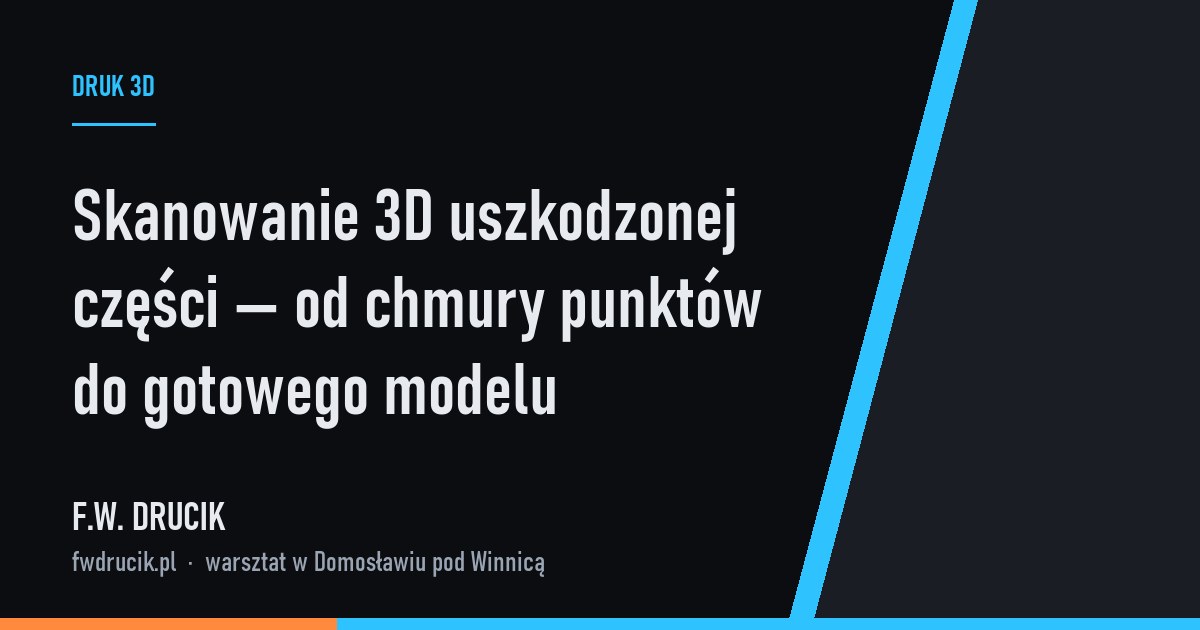 DRUK 3D
Skanowanie 3D uszkodzonej
części — od chmury punktów
do gotowego modelu
F.W. DRUCIK
fwdrucik.pl · warsztat w Domosławiu pod Winnicą